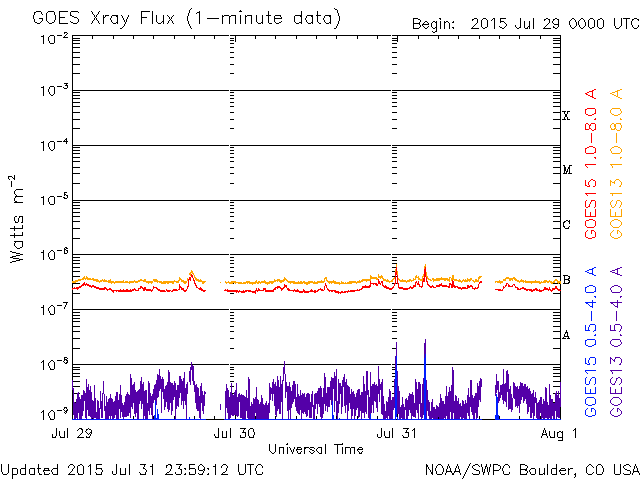 GOES Xray Flux (1-minute data)
Begin: 2015 Jul 29 0000 UTC
10⁻²
10⁻³
10⁻⁴
10⁻⁵
10⁻⁶
10⁻⁷
10⁻⁸
10⁻⁹
Watts m⁻²
X
M
C
B
A
GOES15 1.0-8.0 A
GOES13 1.0-8.0 A
GOES15 0.5-4.0 A
GOES13 0.5-4.0 A
Jul 29
Jul 30
Jul 31
Aug 1
Universal Time
Updated 2015 Jul 31 23:59:12 UTC
NOAA/SWPC Boulder, CO USA